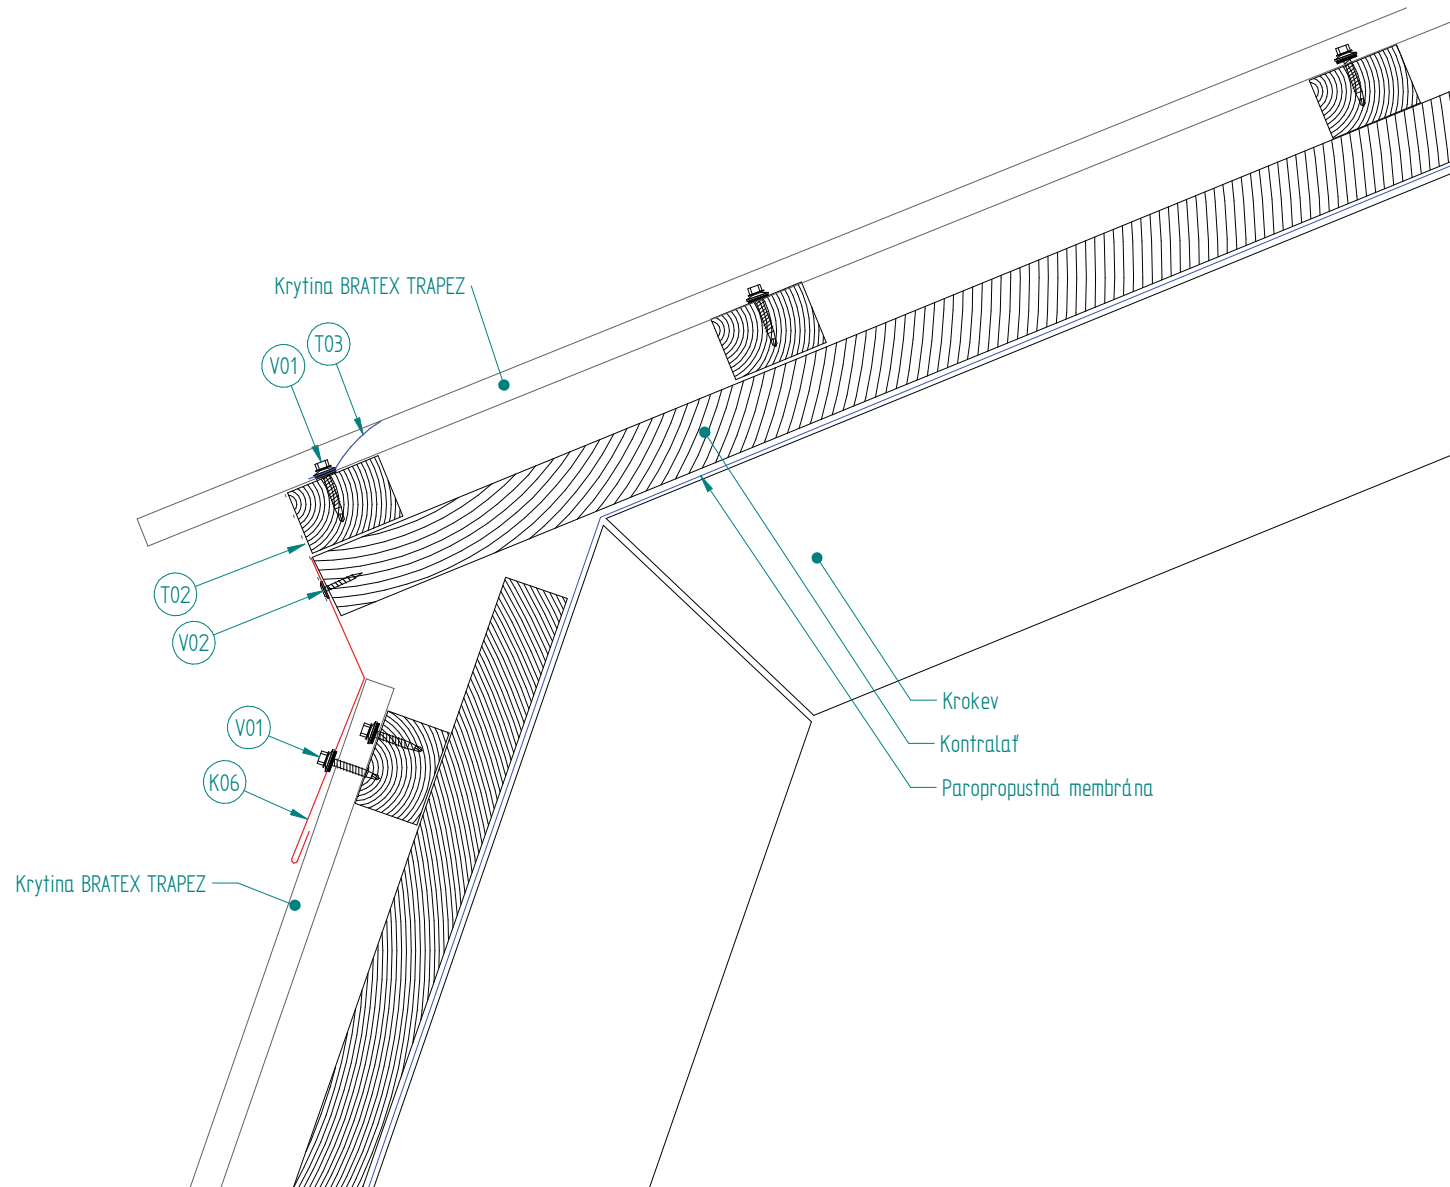 Krytina BRATEX TRAPEZ
T03
V01
T02
V02
V01
K06
Krytina BRATEX TRAPEZ
Krokev
Kontralať
Paropropustná membrána